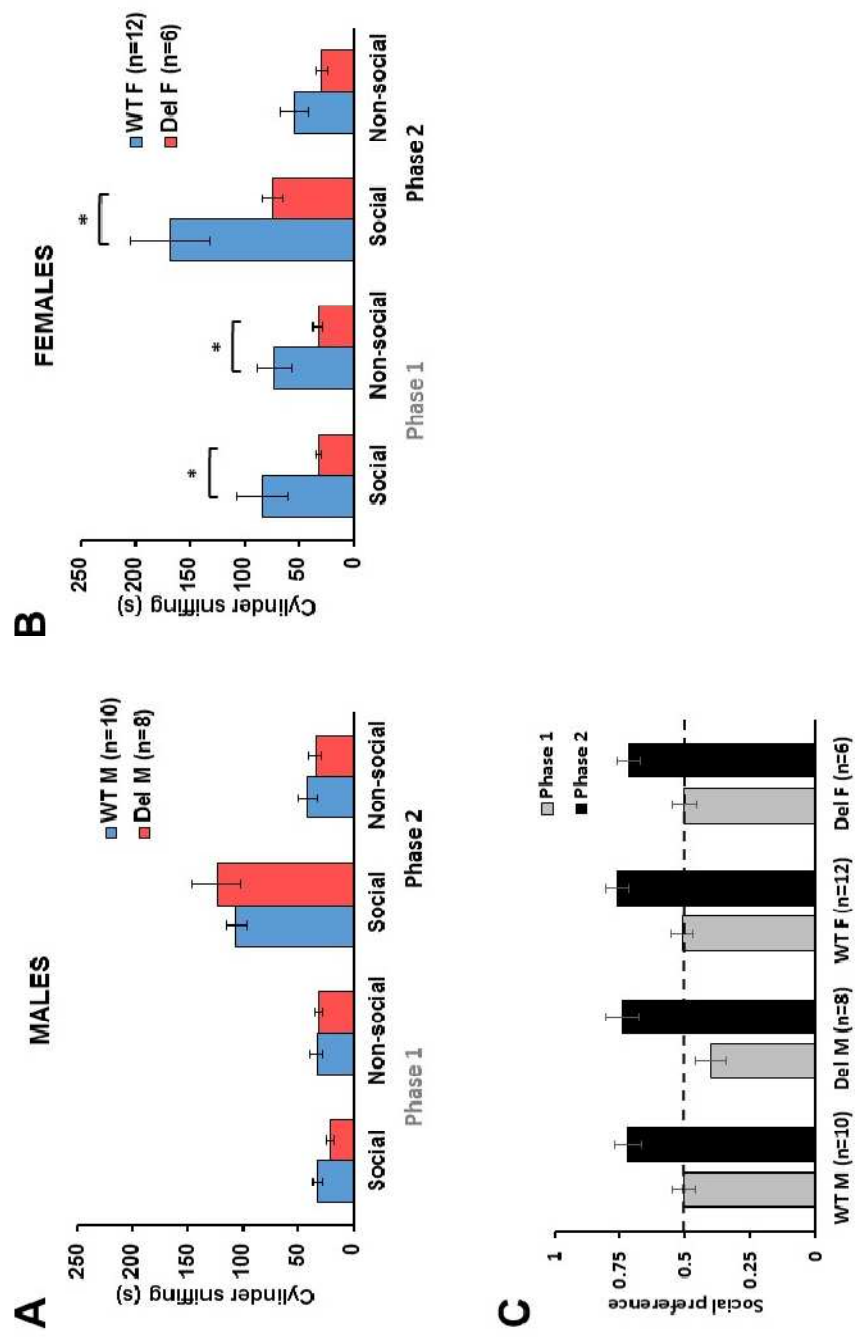 A
MALES
WT M (n=10)
Del M (n=8)
Cylinder sniffing (s)
250
200
150
100
50
0
Social
Non-social
Social
Non-social
Phase 1
Phase 2
B
FEMALES
WT F (n=12)
Del F (n=6)
Cylinder sniffing (s)
250
200
150
100
50
0
*
*
*
Social
Non-social
Social
Non-social
Phase 1
Phase 2
C
Phase 1
Phase 2
Social preference
1
0.75
0.5
0.25
0
WT M (n=10)
Del M (n=8)
WT F (n=12)
Del F (n=6)